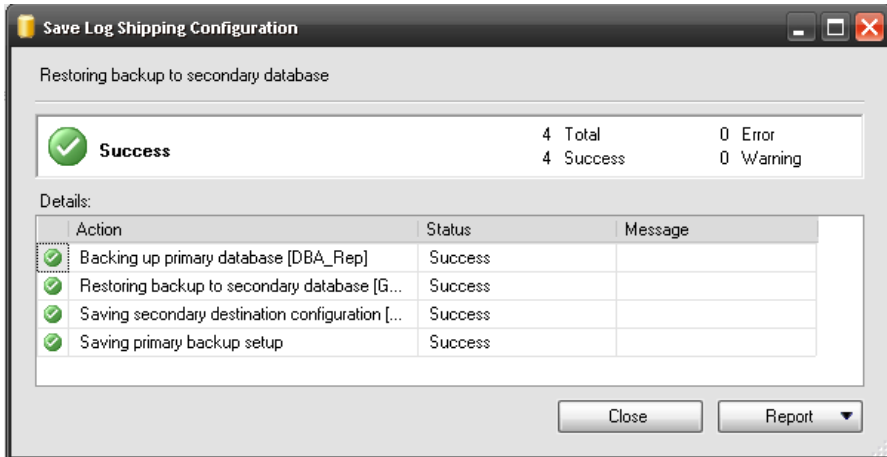 Save Log Shipping Configuration
Restoring backup to secondary database
Success
4 Total 0 Error
4 Success 0 Warning
Details:
Action Status Message
Backing up primary database [DBA_Rep] Success
Restoring backup to secondary database [G... Success
Saving secondary destination configuration [... Success
Saving primary backup setup Success
Close Report